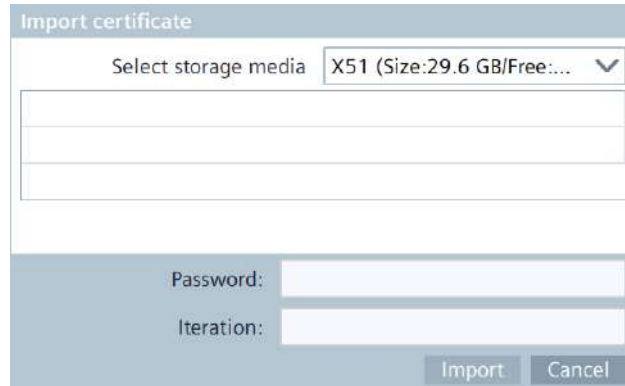 Import certificate
Select storage media X51 (Size:29.6 GB/Free:...
Password:
Iteration:
Import Cancel